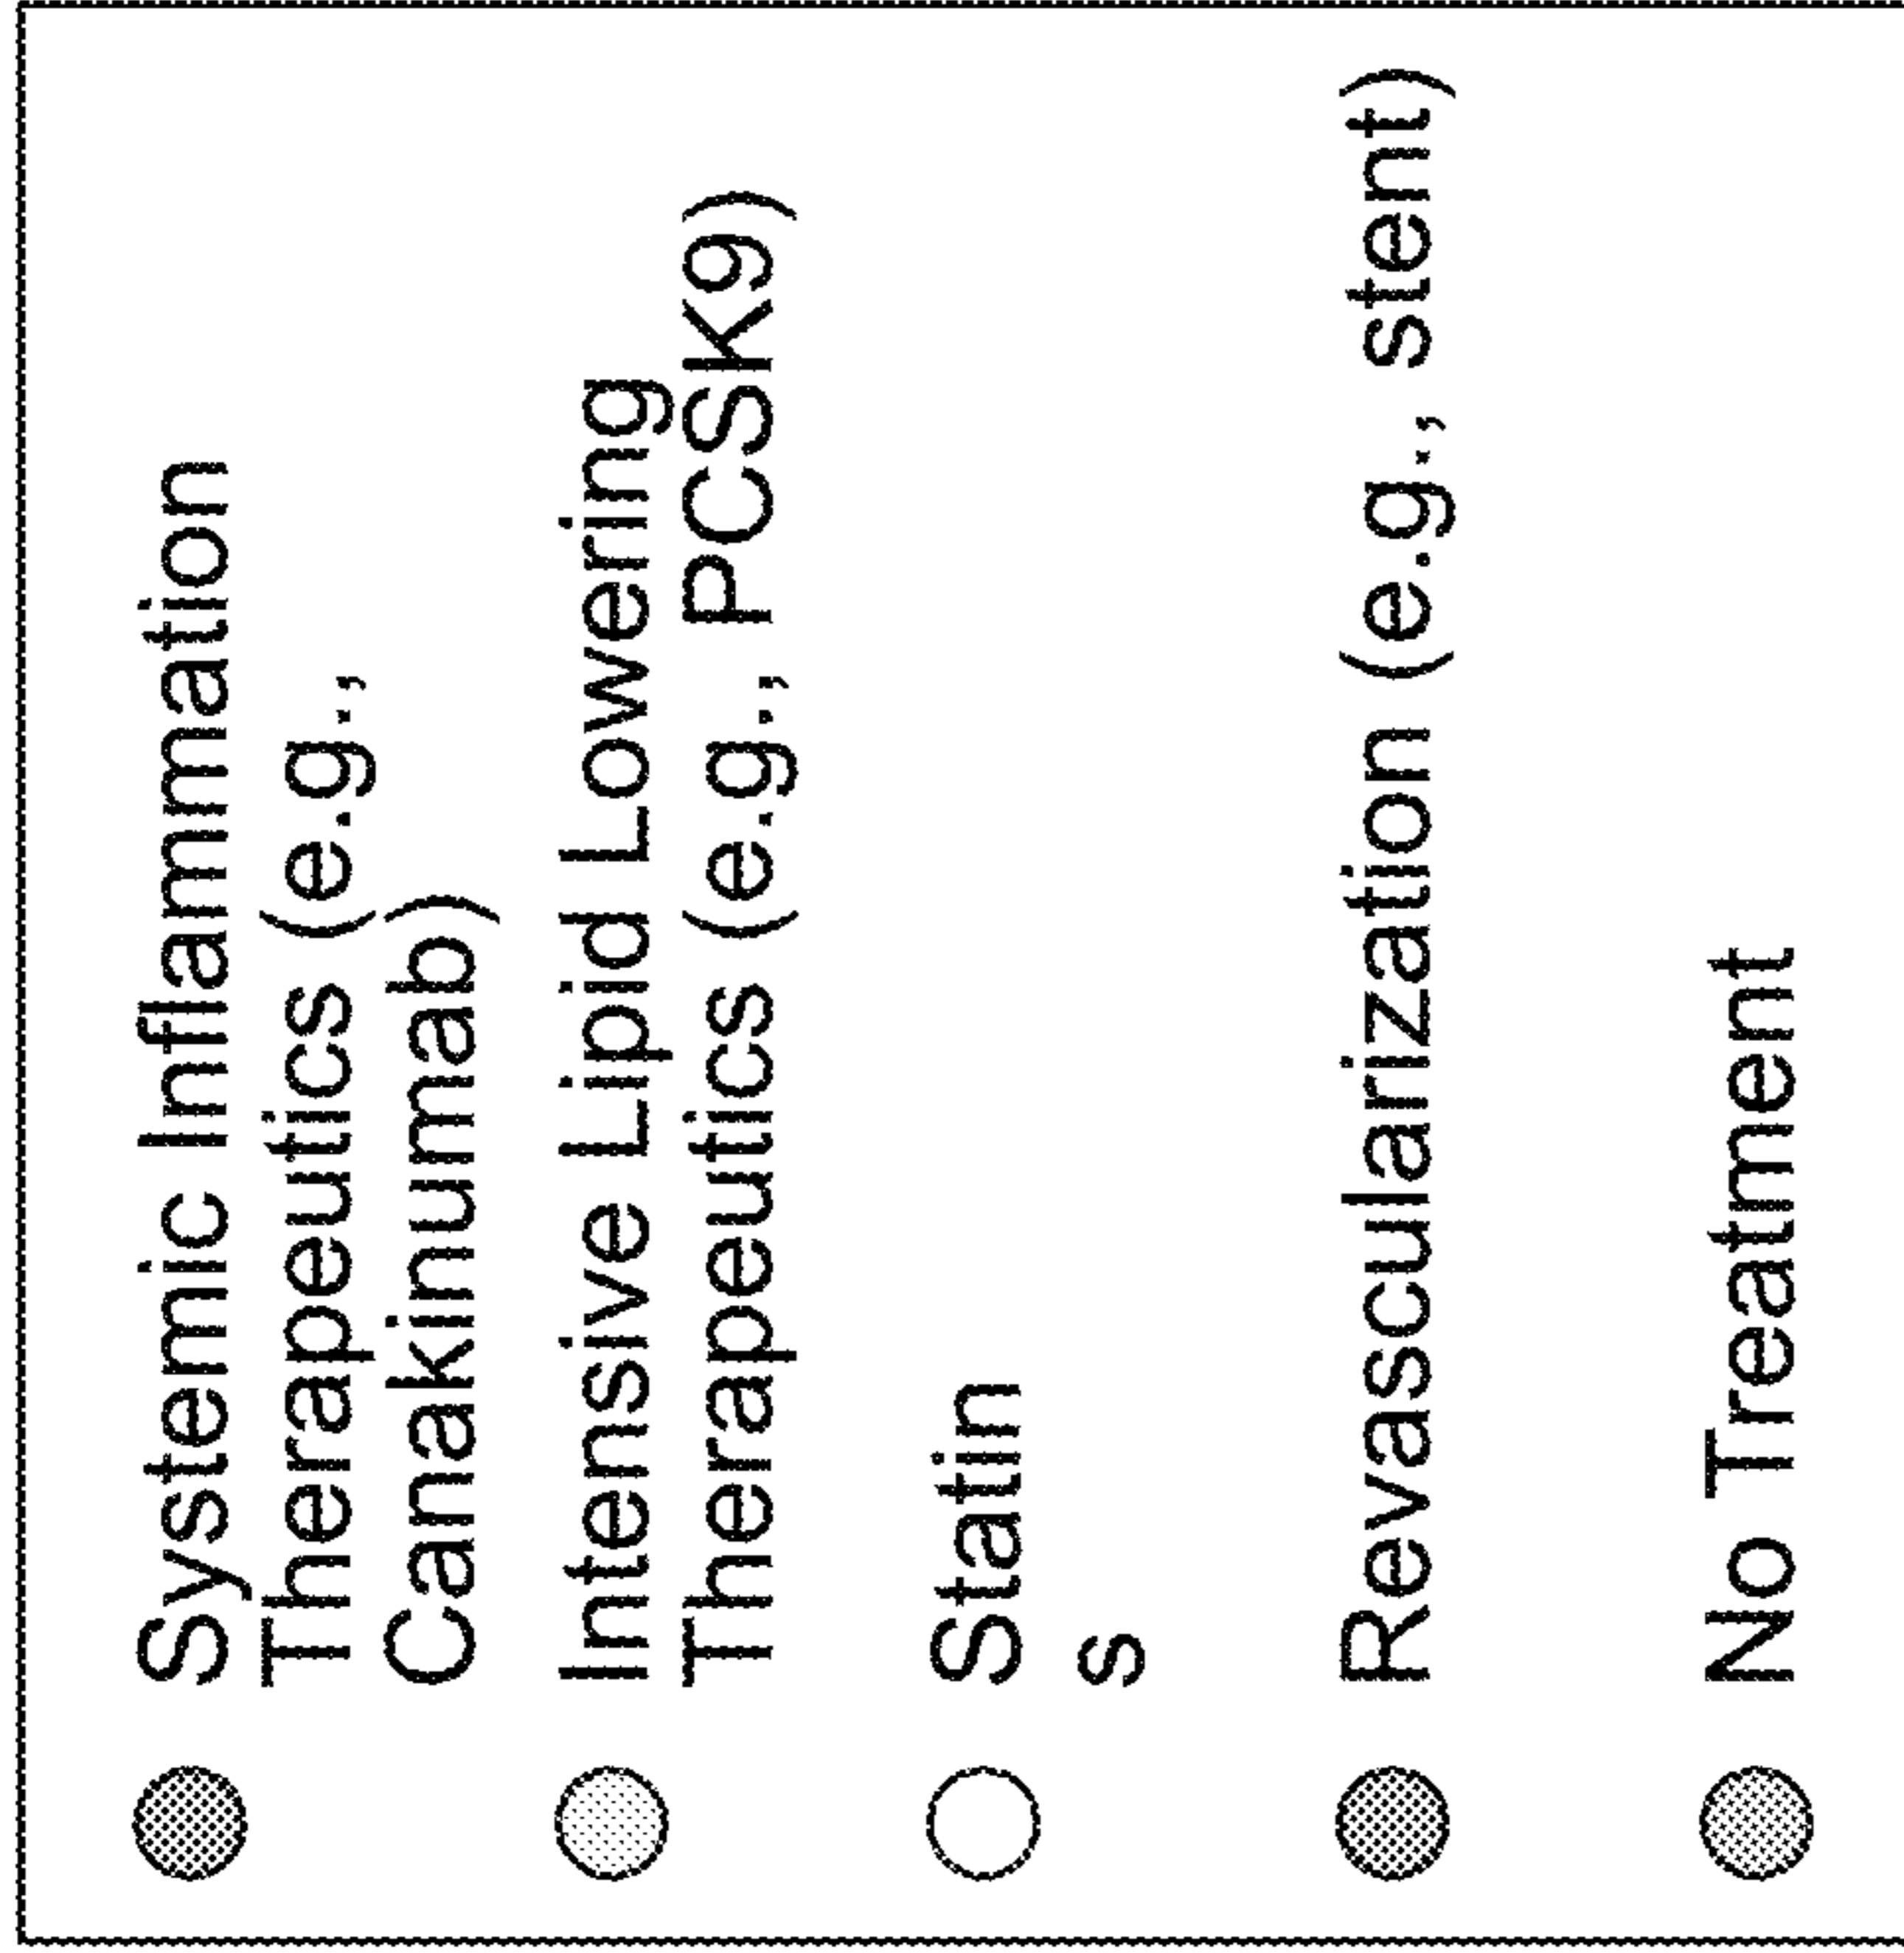 Systemic Inflammation
Therapeutics (e.g.,
Canakinumab)
Intensive Lipid Lowering
Therapeutics (e.g., PCSK9)
Statin
s
Revascularization (e.g., stent)
No Treatment